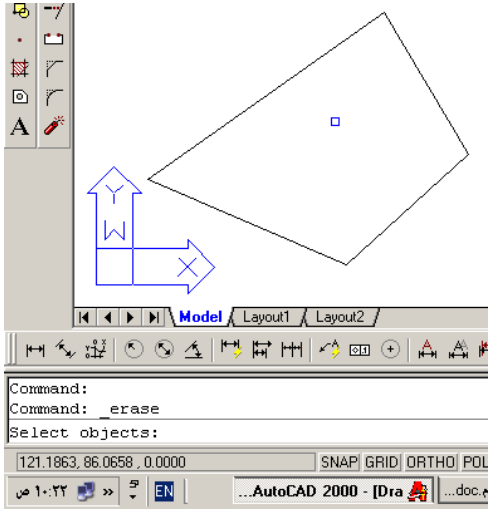 A
Y
W
X
Model Layout1 Layout2
Command:
Command: _erase
Select objects:
121.1863, 86.0658 , 0.0000 SNAP GRID ORTHO POL
١٠:٢٢ ص » EN ...AutoCAD 2000 - [Dra ...doc.م